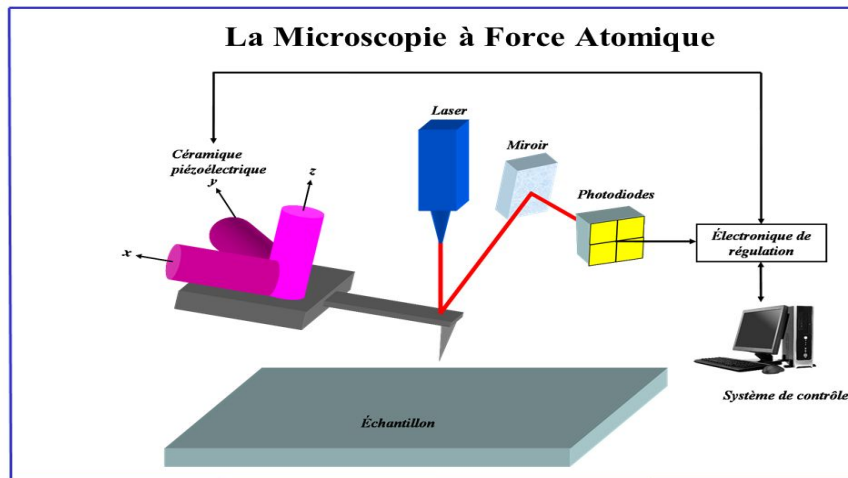 La Microscopie à Force Atomique
Laser
Miroir
Céramique
piézoélectrique
y
z
Photodiodes
x
Électronique de
régulation
Système de contrôle
Échantillon